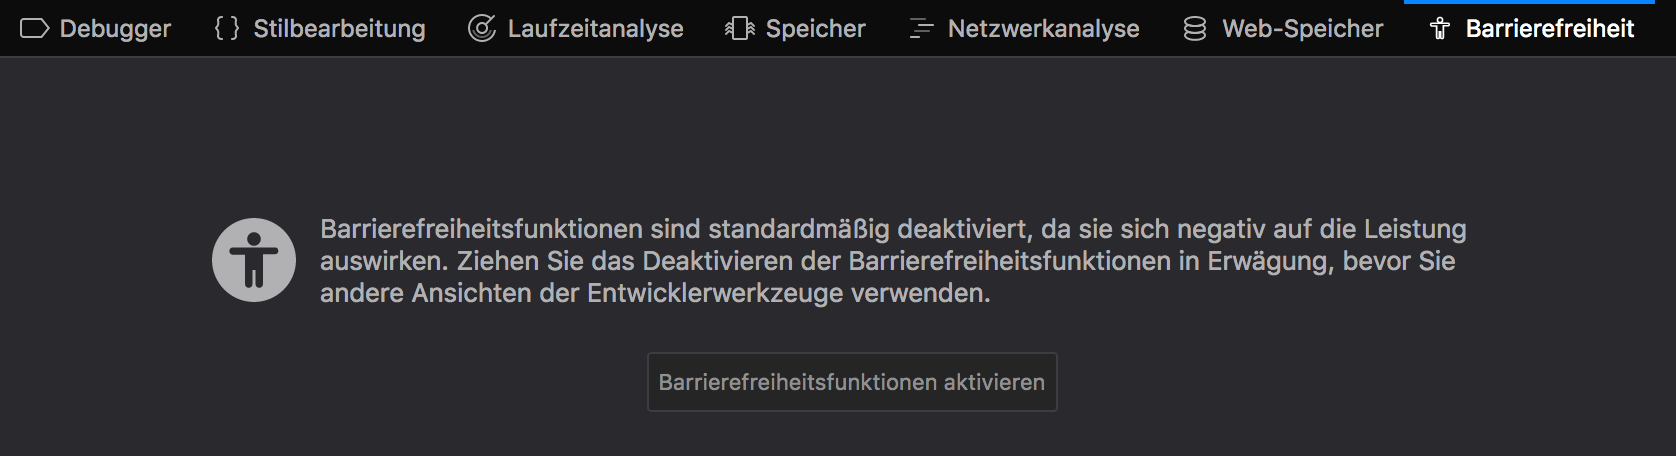 Debugger Stilbearbeitung Laufzeitanalyse Speicher Netzwerkanalyse Web-Speicher Barrierefreiheit
Barrierefreiheitsfunktionen sind standardmäßig deaktiviert, da sie sich negativ auf die Leistung
auswirken. Ziehen Sie das Deaktivieren der Barrierefreiheitsfunktionen in Erwägung, bevor Sie
andere Ansichten der Entwicklerwerkzeuge verwenden.
Barrierefreiheitsfunktionen aktivieren